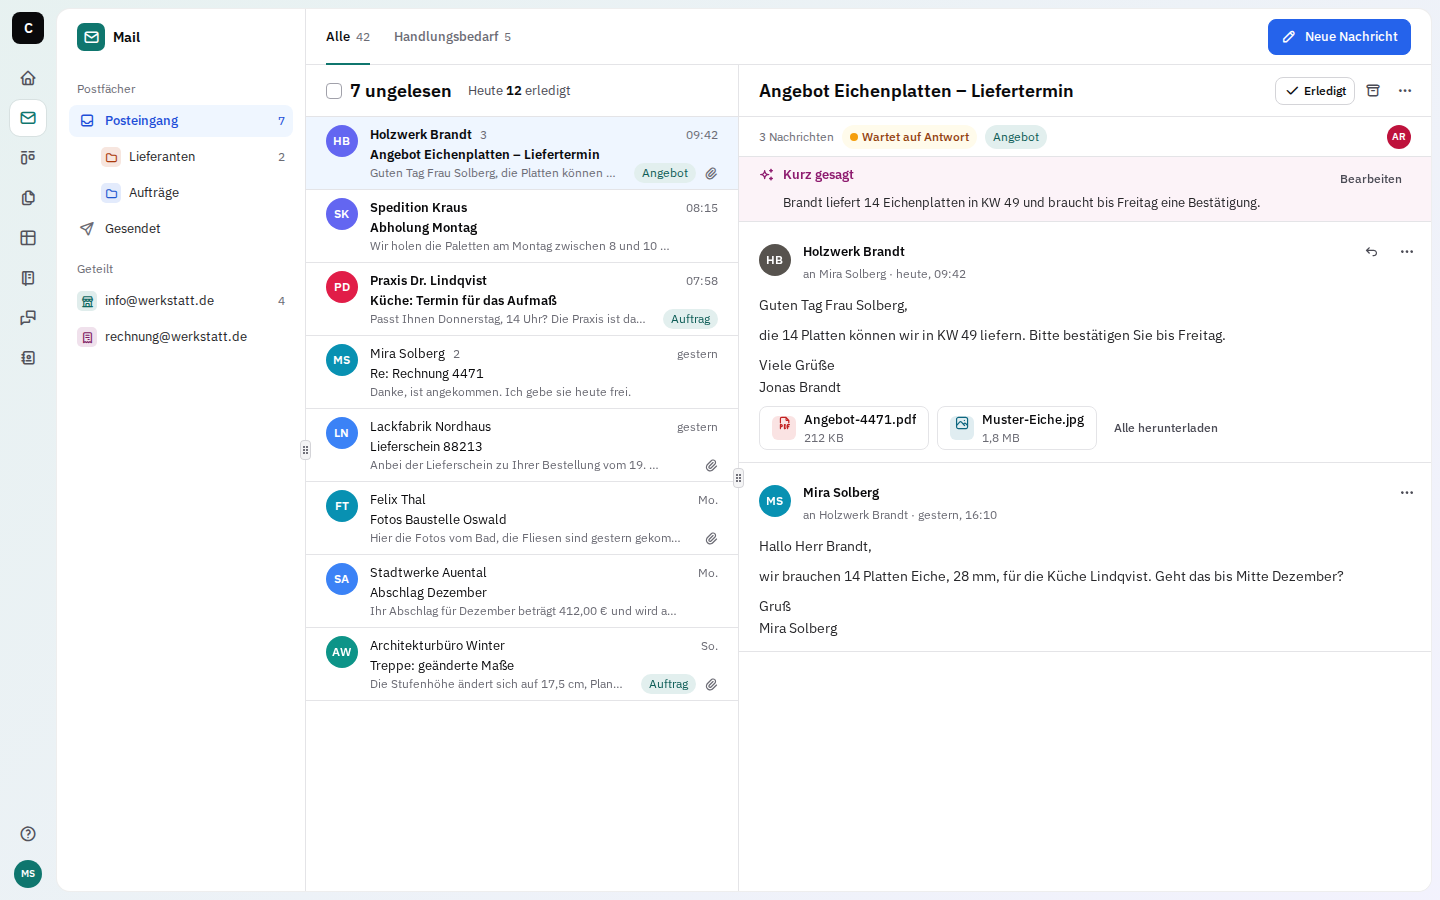 C
Mail
Postfächer
Posteingang 7
Lieferanten 2
Aufträge
Gesendet
Geteilt
info@werkstatt.de 4
rechnung@werkstatt.de
MS
Alle 42 Handlungsbedarf 5
Neue Nachricht
7 ungelesen Heute 12 erledigt
HB Holzwerk Brandt 3 09:42
Angebot Eichenplatten – Liefertermin
Guten Tag Frau Solberg, die Platten können ... Angebot
SK Spedition Kraus 08:15
Abholung Montag
Wir holen die Paletten am Montag zwischen 8 und 10 ...
PD Praxis Dr. Lindqvist 07:58
Küche: Termin für das Aufmaß
Passt Ihnen Donnerstag, 14 Uhr? Die Praxis ist da... Auftrag
MS Mira Solberg 2 gestern
Re: Rechnung 4471
Danke, ist angekommen. Ich gebe sie heute frei.
LN Lackfabrik Nordhaus gestern
Lieferschein 88213
Anbei der Lieferschein zu Ihrer Bestellung vom 19. ...
FT Felix Thal Mo.
Fotos Baustelle Oswald
Hier die Fotos vom Bad, die Fliesen sind gestern gekom...
SA Stadtwerke Auental Mo.
Abschlag Dezember
Ihr Abschlag für Dezember beträgt 412,00 € und wird a...
AW Architekturbüro Winter So.
Treppe: geänderte Maße
Die Stufenhöhe ändert sich auf 17,5 cm, Plan... Auftrag
Angebot Eichenplatten – Liefertermin Erledigt
3 Nachrichten Wartet auf Antwort Angebot AR
Kurz gesagt Bearbeiten
Brandt liefert 14 Eichenplatten in KW 49 und braucht bis Freitag eine Bestätigung.
HB Holzwerk Brandt
an Mira Solberg · heute, 09:42
Guten Tag Frau Solberg,
die 14 Platten können wir in KW 49 liefern. Bitte bestätigen Sie bis Freitag.
Viele Grüße
Jonas Brandt
PDF Angebot-4471.pdf Muster-Eiche.jpg Alle herunterladen
212 KB 1,8 MB
MS Mira Solberg
an Holzwerk Brandt · gestern, 16:10
Hallo Herr Brandt,
wir brauchen 14 Platten Eiche, 28 mm, für die Küche Lindqvist. Geht das bis Mitte Dezember?
Gruß
Mira Solberg